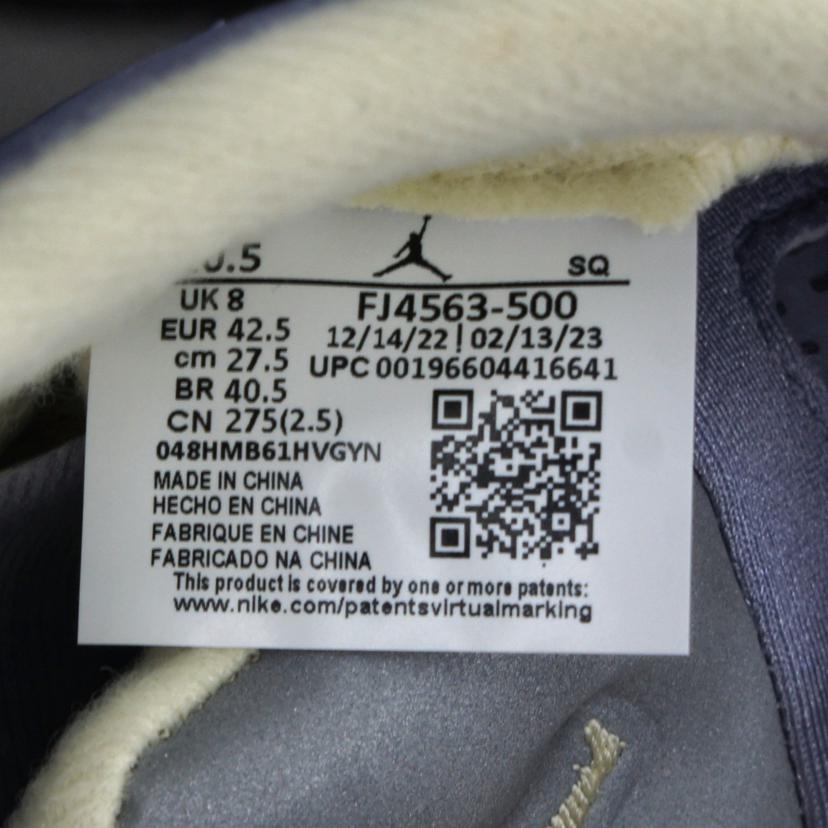 .0.5 SQ
UK 8 FJ4563-500
EUR 42.5 12/14/22 | 02/13/23
cm 27.5 UPC 00196604416641
BR 40.5
CN 275(2.5)
048HMB61HVGYN
MADE IN CHINA
HECHO EN CHINA
FABRIQUE EN CHINE
FABRICADO NA CHINA
This product is covered by one or more patents:
www.nike.com/patentsvirtualmarking